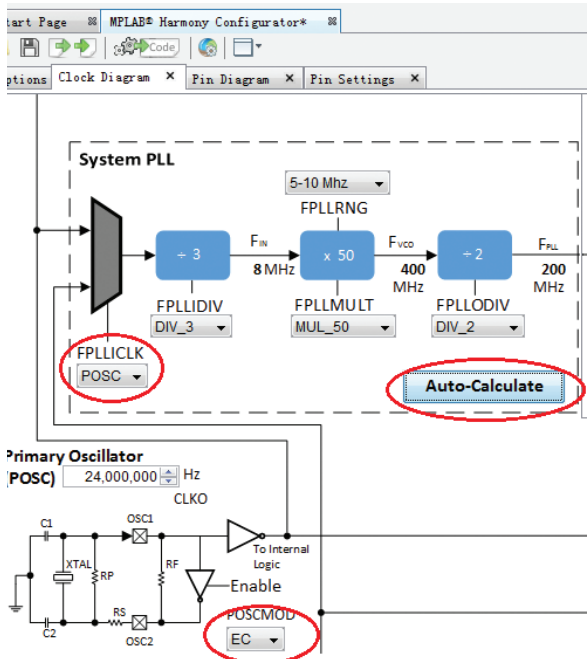 tart Page
MPLAB® Harmony Configurator*
Code
ptions
Clock Diagram
Pin Diagram
Pin Settings
System PLL
5-10 Mhz
FPLLRNG
÷ 3
FIN
8 MHz
x 50
FVCO
400
MHz
÷ 2
FPLL
200
MHz
FPLLIDIV
DIV_3
FPLLMULT
MUL_50
FPLLODIV
DIV_2
FPLLICLK
POSC
Auto-Calculate
Primary Oscillator
(POSC)
24,000,000
Hz
CLKO
C1
OSC1
XTAL
RP
RF
To Internal
Logic
Enable
RS
C2
OSC2
POSCMOD
EC